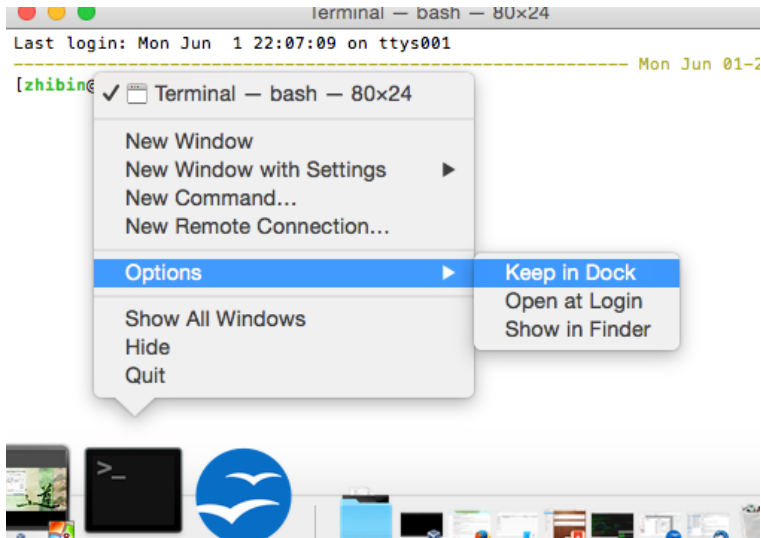 Terminal — bash — 80×24
Last login: Mon Jun  1 22:07:09 on ttys001
Mon Jun 01-2
[zhibin@
✓ Terminal — bash — 80×24
New Window
New Window with Settings
New Command...
New Remote Connection...
Options
Keep in Dock
Open at Login
Show in Finder
Show All Windows
Hide
Quit
>_